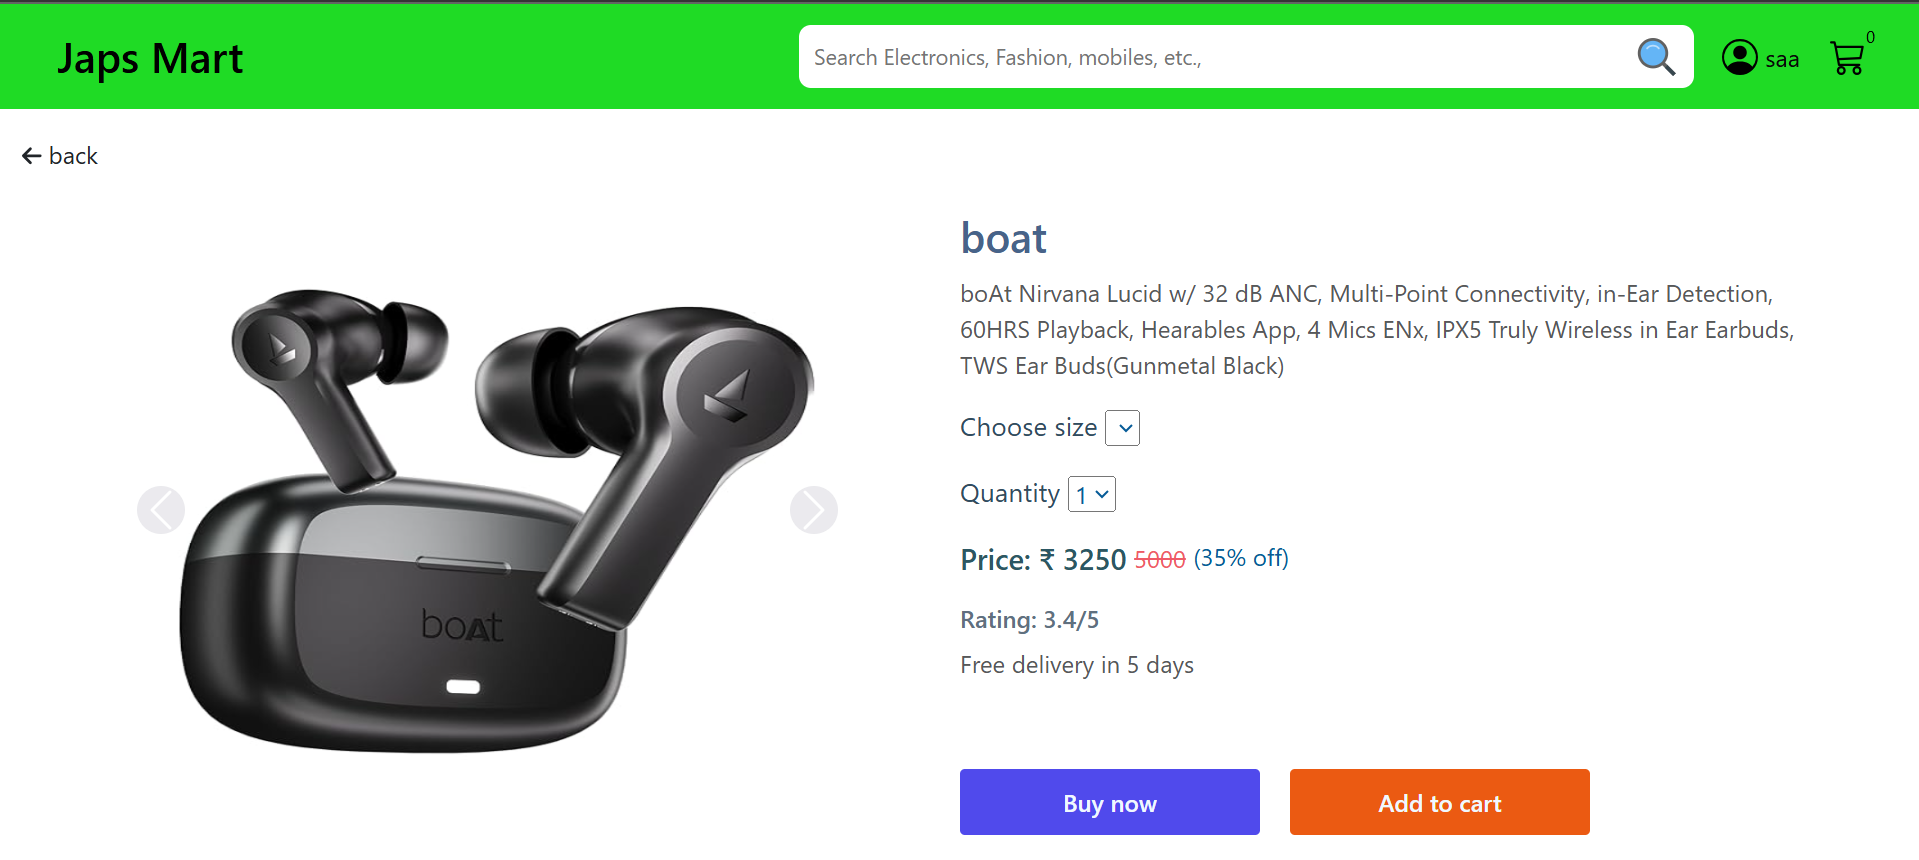 Japs Mart
Search Electronics, Fashion, mobiles, etc.,
saa
0
back
boat
boAt Nirvana Lucid w/ 32 dB ANC, Multi-Point Connectivity, in-Ear Detection,
60HRS Playback, Hearables App, 4 Mics ENx, IPX5 Truly Wireless in Ear Earbuds,
TWS Ear Buds(Gunmetal Black)
Choose size
Quantity 1
Price: ₹ 3250 5000 (35% off)
Rating: 3.4/5
Free delivery in 5 days
Buy now
Add to cart
boAt